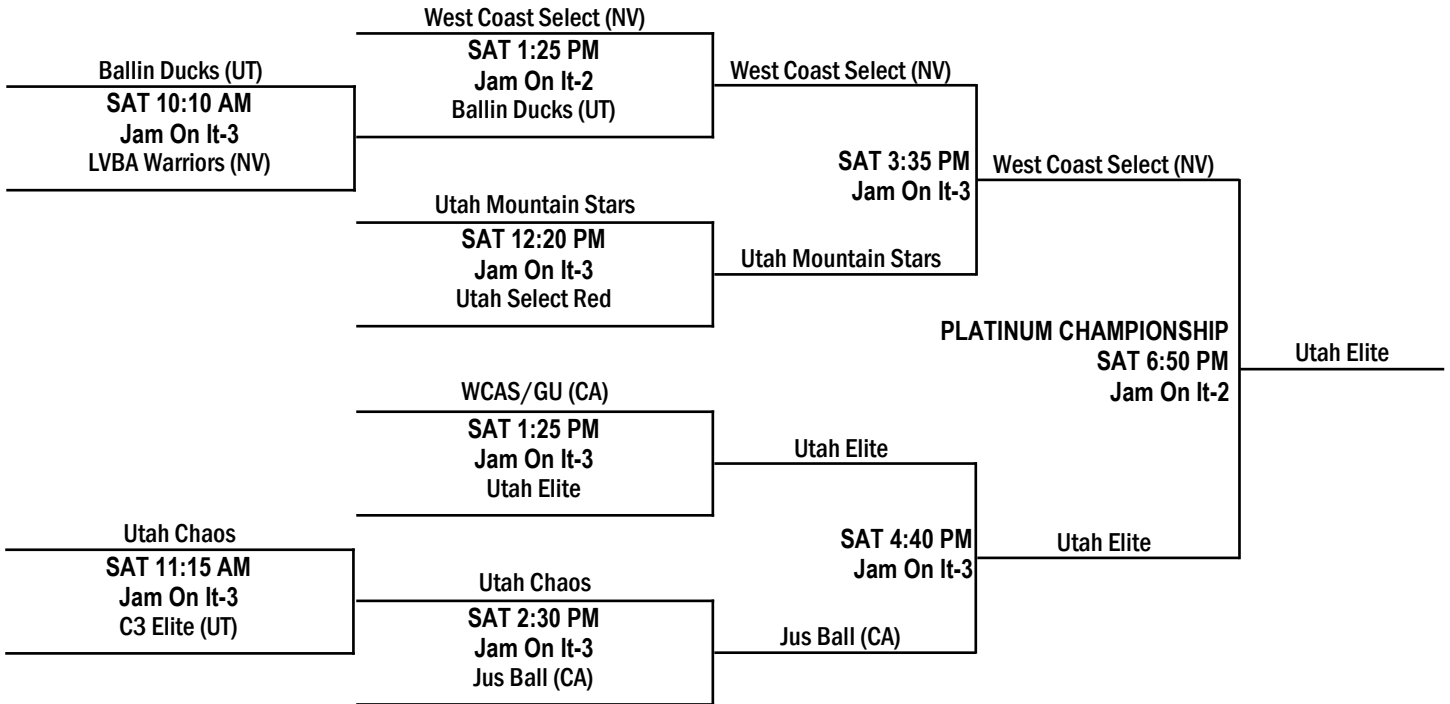 West Coast Select (NV)
SAT 1:25 PM
Jam On It-2
Ballin Ducks (UT)
Ballin Ducks (UT)
SAT 10:10 AM
Jam On It-3
LVBA Warriors (NV)
West Coast Select (NV)
SAT 3:35 PM
Jam On It-3
West Coast Select (NV)
Utah Mountain Stars
SAT 12:20 PM
Jam On It-3
Utah Select Red
Utah Mountain Stars
PLATINUM CHAMPIONSHIP
SAT 6:50 PM
Jam On It-2
Utah Elite
WCAS/GU (CA)
SAT 1:25 PM
Jam On It-3
Utah Elite
Utah Elite
SAT 4:40 PM
Jam On It-3
Utah Elite
Utah Chaos
SAT 11:15 AM
Jam On It-3
C3 Elite (UT)
Utah Chaos
SAT 2:30 PM
Jam On It-3
Jus Ball (CA)
Jus Ball (CA)